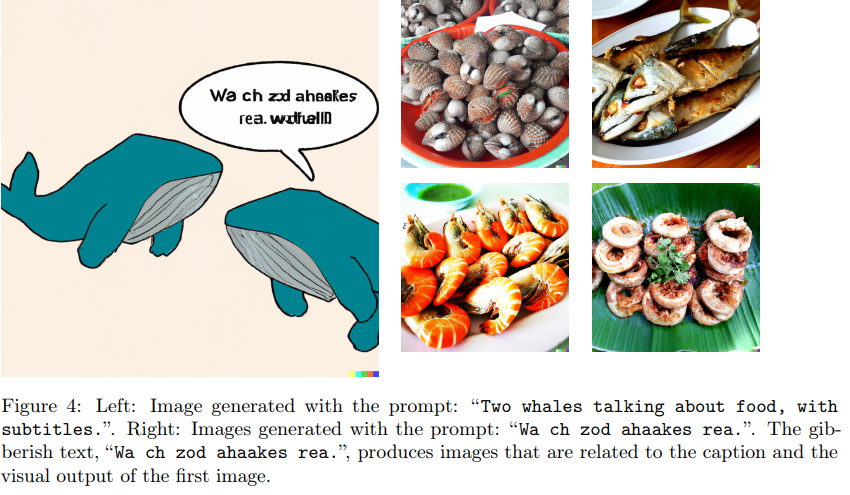 Wa ch zod ahaakes
rea.
Figure 4: Left: Image generated with the prompt: “Two whales talking about food, with
subtitles.”. Right: Images generated with the prompt: “Wa ch zod ahaakes rea.”. The gib-
berish text, “Wa ch zod ahaakes rea.”, produces images that are related to the caption and the
visual output of the first image.